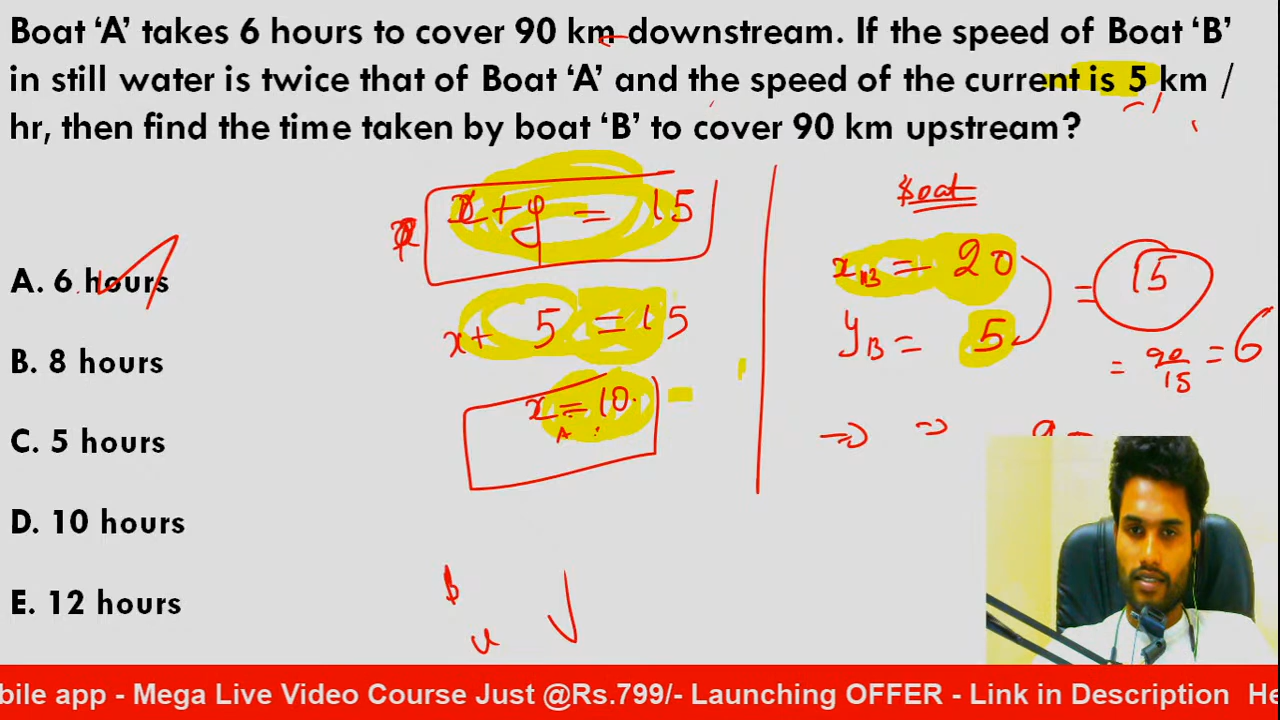 Boat ‘A’ takes 6 hours to cover 90 km downstream. If the speed of Boat ‘B’
in still water is twice that of Boat ‘A’ and the speed of the current is 5 km /
hr, then find the time taken by boat ‘B’ to cover 90 km upstream?
x+y = 15
x+ 5 = 15
x = 10
A
Boat
xB = 20
yB = 5
= 15
= 90/15 = 6
⇒ ⇒ 90
A. 6 hours
B. 8 hours
C. 5 hours
D. 10 hours
E. 12 hours
B
u
bile app - Mega Live Video Course Just @Rs.799/- Launching OFFER - Link in Description He